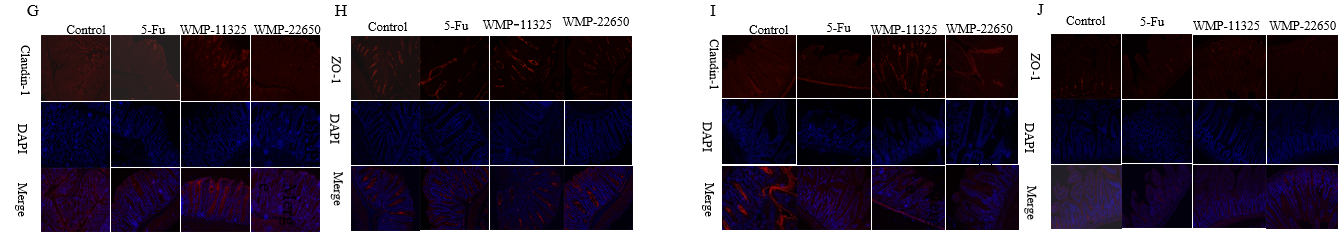 G
Control 5-Fu WMP-11325 WMP-22650
Claudin-1
DAPI
Merge
H
Control 5-Fu WMP-11325 WMP-22650
ZO-1
DAPI
Merge
I
Control 5-Fu WMP-11325 WMP-22650
Claudin-1
DAPI
Merge
J
Control 5-Fu WMP-11325 WMP-22650
ZO-1
DAPI
Merge